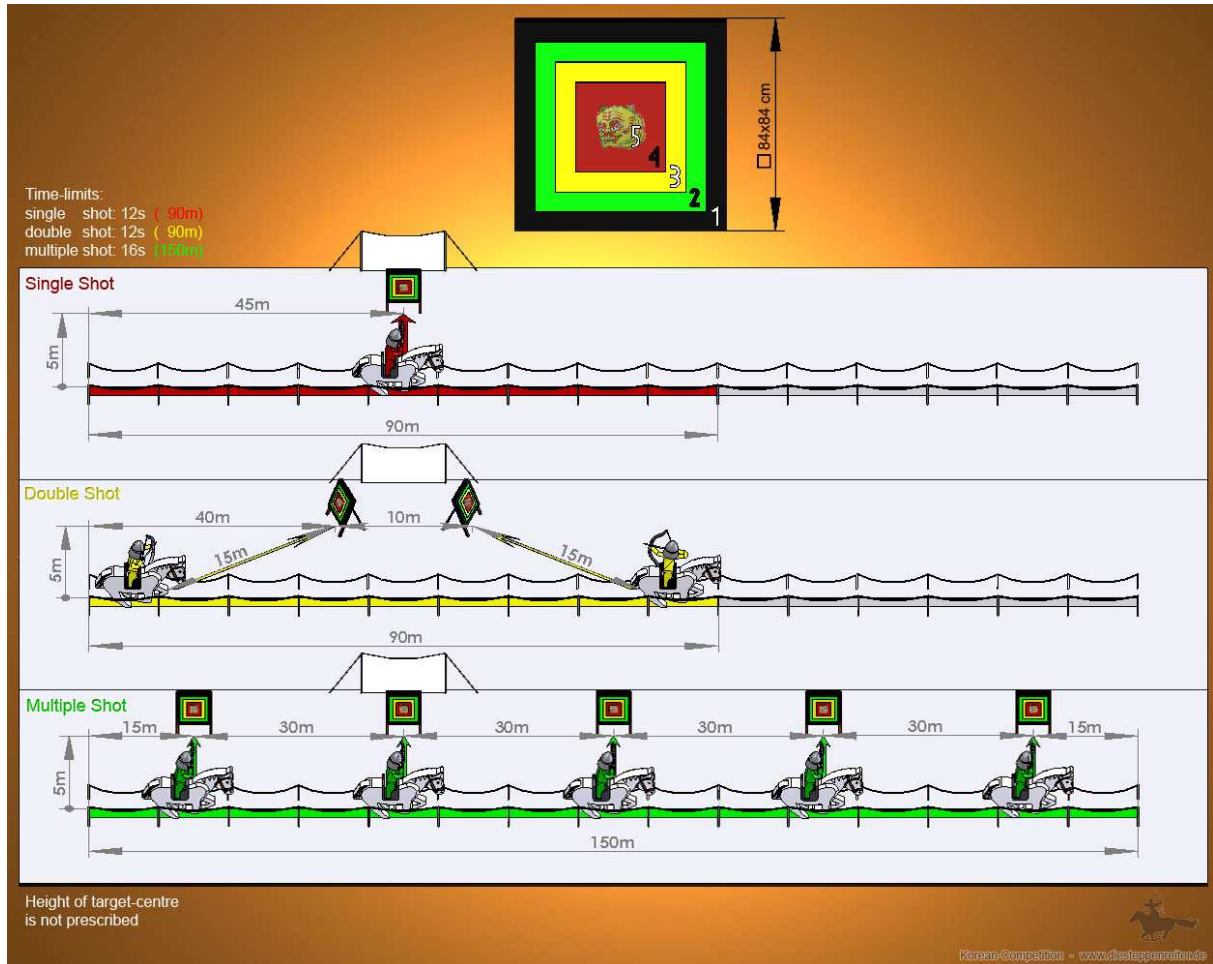 84x84 cm
5
4
3
2
1
Time-limits:
single shot: 12s ( 90m)
double shot: 12s ( 90m)
multiple shot: 16s (150m)
Single Shot
45m
5m
90m
Double Shot
40m
10m
5m
15m
15m
90m
Multiple Shot
15m
30m
30m
30m
30m
15m
5m
150m
Height of target-centre
is not prescribed
Korean-Competition - www.diesteppenreiter.de